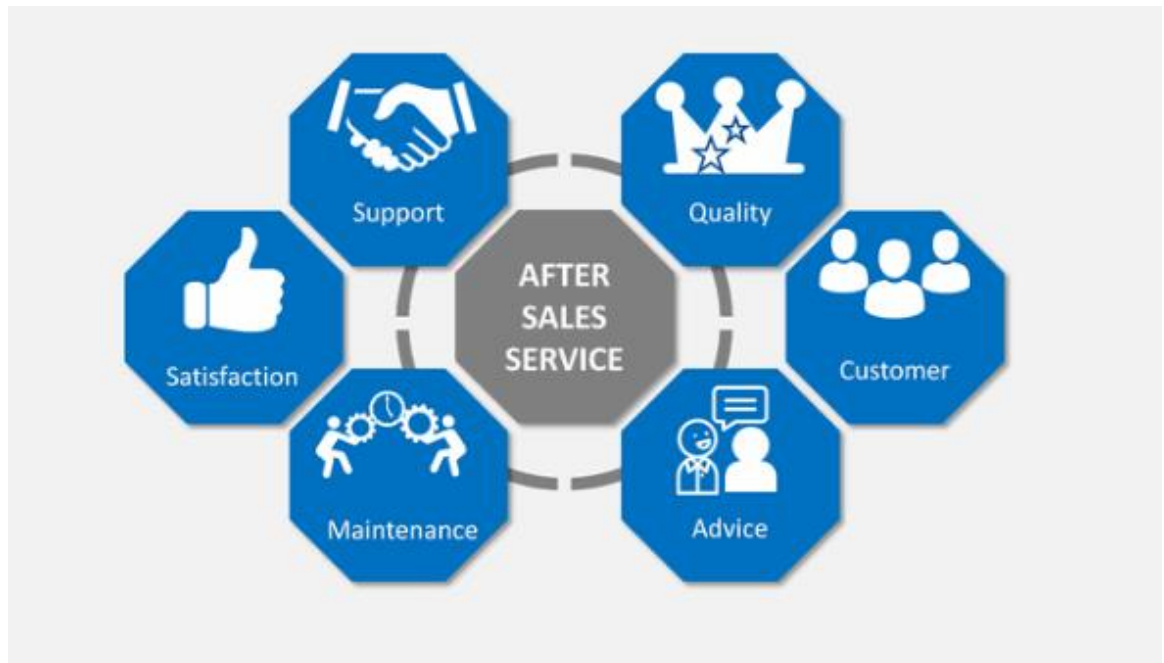 Support
Quality
Satisfaction
AFTER
SALES
SERVICE
Customer
Maintenance
Advice